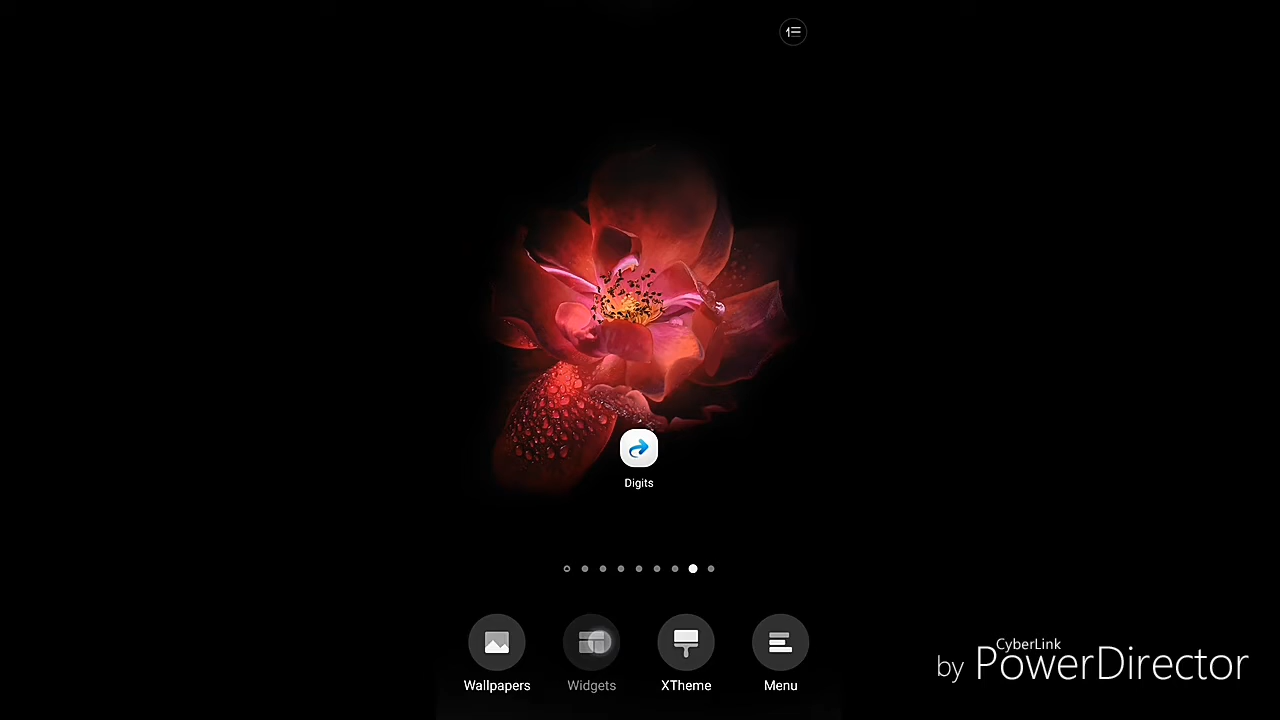 Digits
Wallpapers
Widgets
XTheme
Menu
CyberLink
by PowerDirector